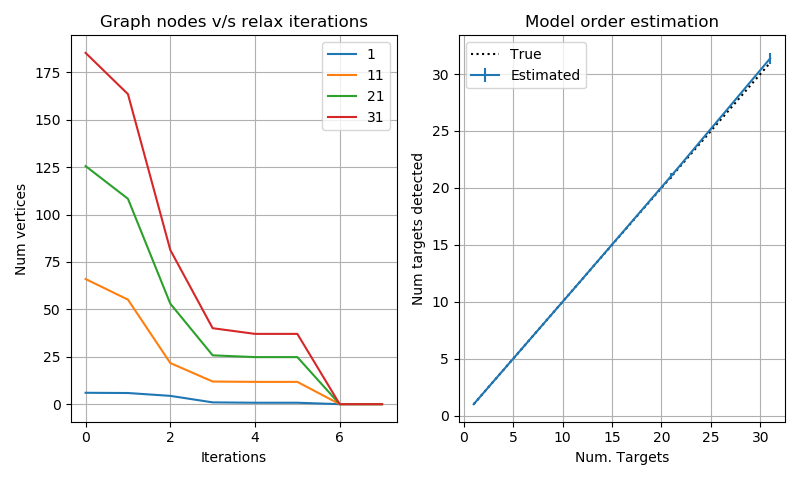 Graph nodes v/s relax iterations
Num vertices
175
150
125
100
75
50
25
0
0 2 4 6
Iterations
1
11
21
31
Model order estimation
Num targets detected
30
25
20
15
10
5
0
0 5 10 15 20 25 30
Num. Targets
True
Estimated